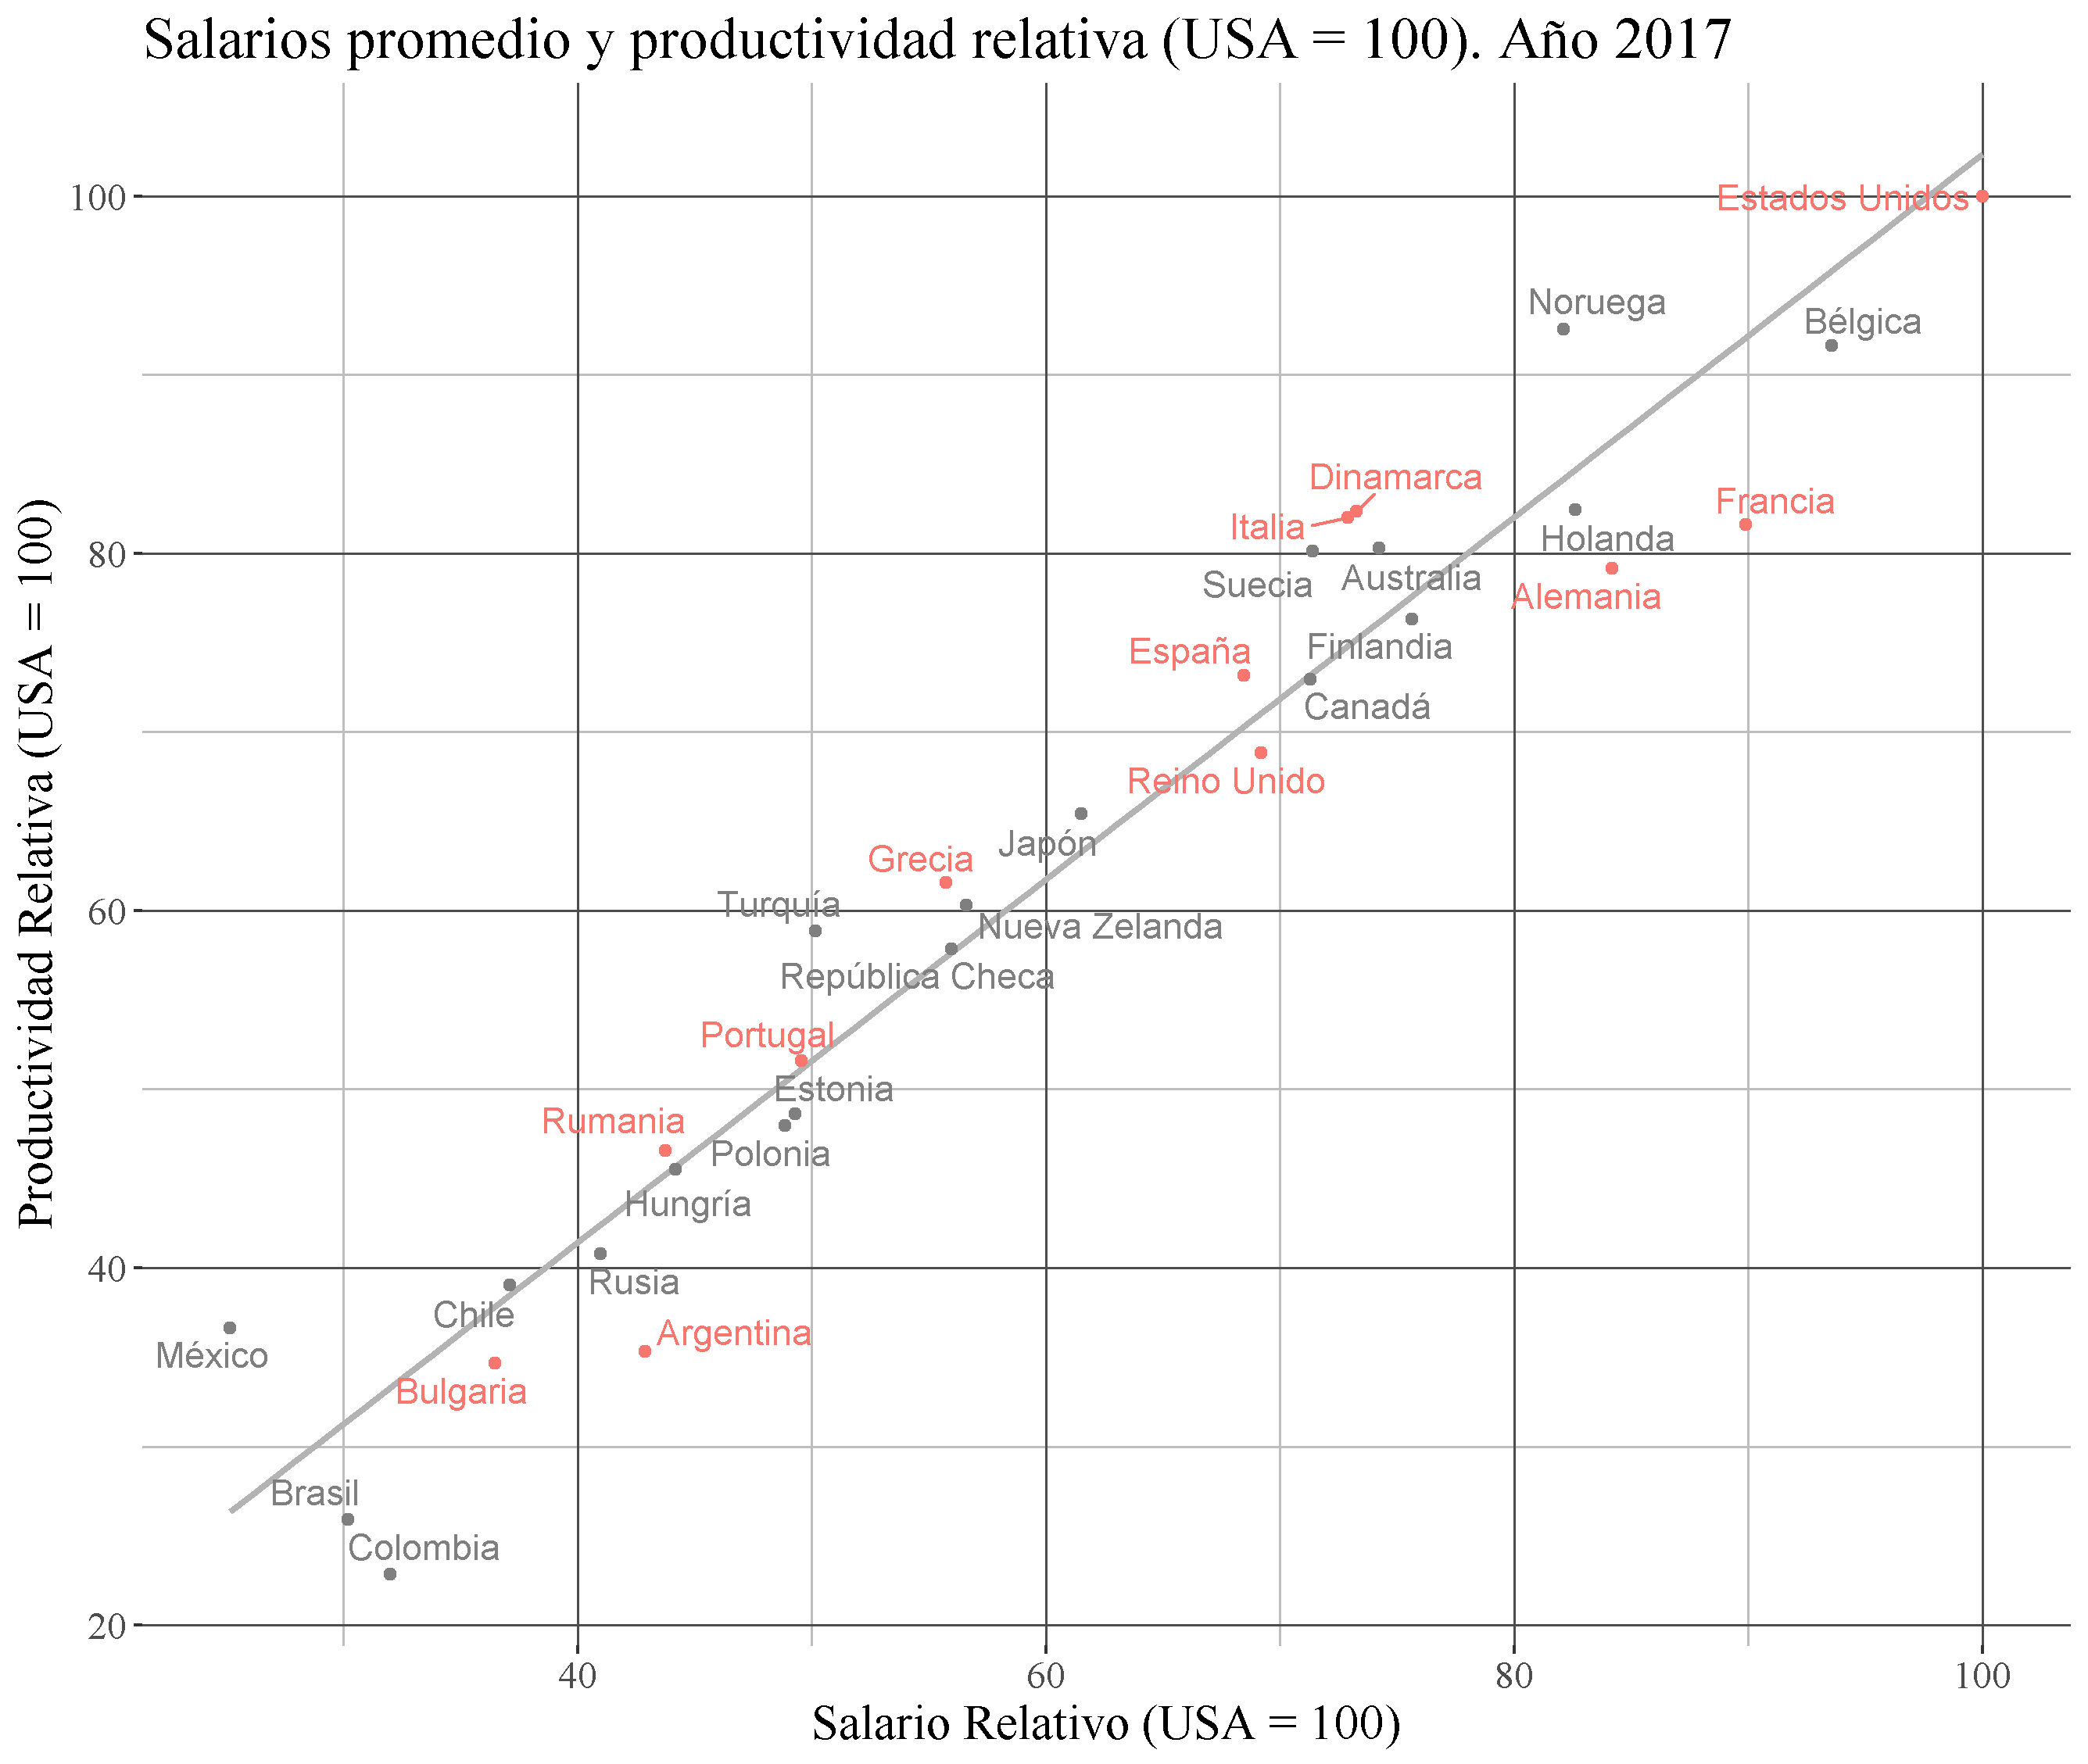 Salarios promedio y productividad relativa (USA = 100). Año 2017
Productividad Relativa (USA = 100)
100
80
60
40
20
Estados Unidos
Noruega
Bélgica
Dinamarca
Francia
Italia
Holanda
Suecia
Australia
Alemania
España
Finlandia
Canadá
Reino Unido
Japón
Grecia
Turquía
Nueva Zelanda
República Checa
Portugal
Estonia
Rumania
Polonia
Hungría
Rusia
Chile
Argentina
México
Bulgaria
Brasil
Colombia
40
60
80
100
Salario Relativo (USA = 100)